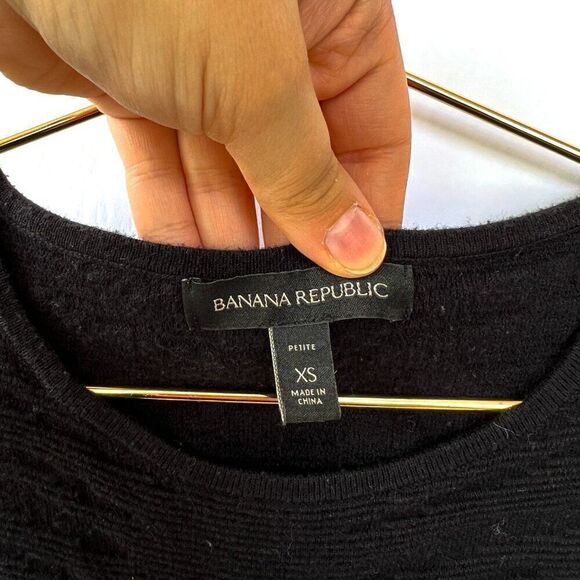 BANANA REPUBLIC
PETITE
XS
MADE IN
CHINA